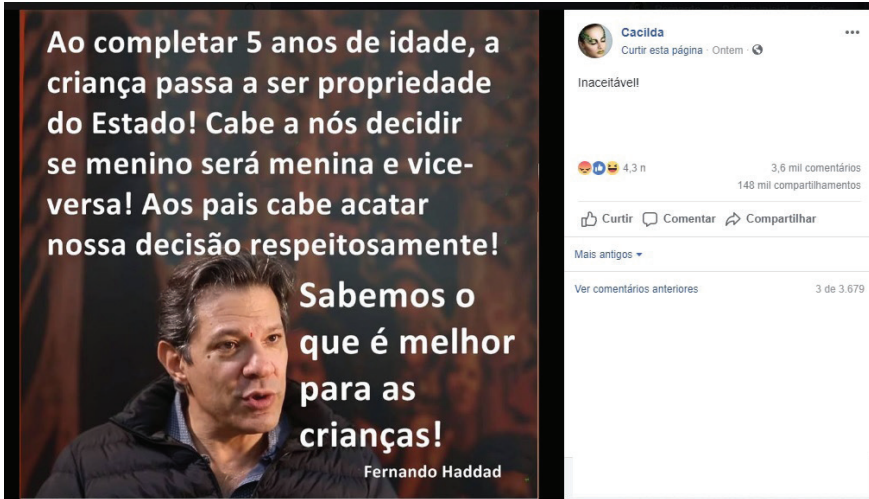 Ao completar 5 anos de idade, a
criança passa a ser propriedade
do Estado! Cabe a nós decidir
se menino será menina e vice-
versa! Aos pais cabe acatar
nossa decisão respeitosamente!
Sabemos o
que é melhor
para as
crianças!
Fernando Haddad
Cacilda
Curtir esta página · Ontem ·
Inaceitável!
4,3 n 3,6 mil comentários
148 mil compartilhamentos
Curtir Comentar Compartilhar
Mais antigos
Ver comentários anteriores 3 de 3.679